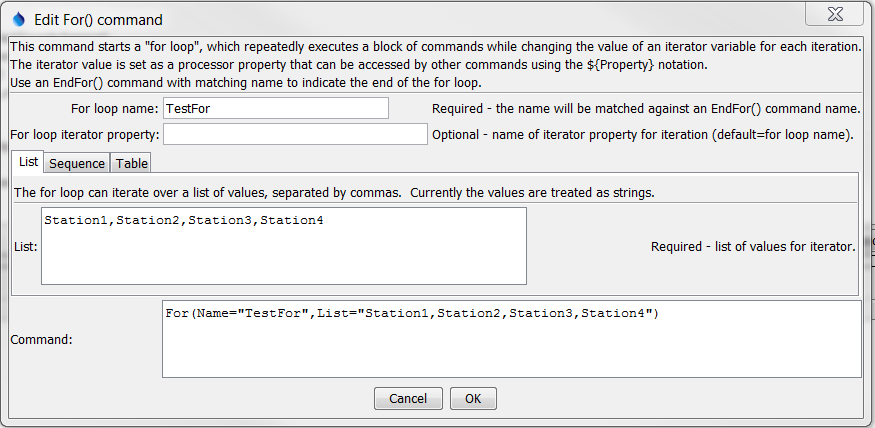 Edit For() command
This command starts a "for loop", which repeatedly executes a block of commands while changing the value of an iterator variable for each iteration.
The iterator value is set as a processor property that can be accessed by other commands using the ${Property} notation.
Use an EndFor() command with matching name to indicate the end of the for loop.
For loop name: TestFor Required - the name will be matched against an EndFor() command name.
For loop iterator property: Optional - name of iterator property for iteration (default=for loop name).
List Sequence Table
The for loop can iterate over a list of values, separated by commas.  Currently the values are treated as strings.
Station1,Station2,Station3,Station4
List: Required - list of values for iterator.
For(Name="TestFor",List="Station1,Station2,Station3,Station4")
Command:
Cancel OK